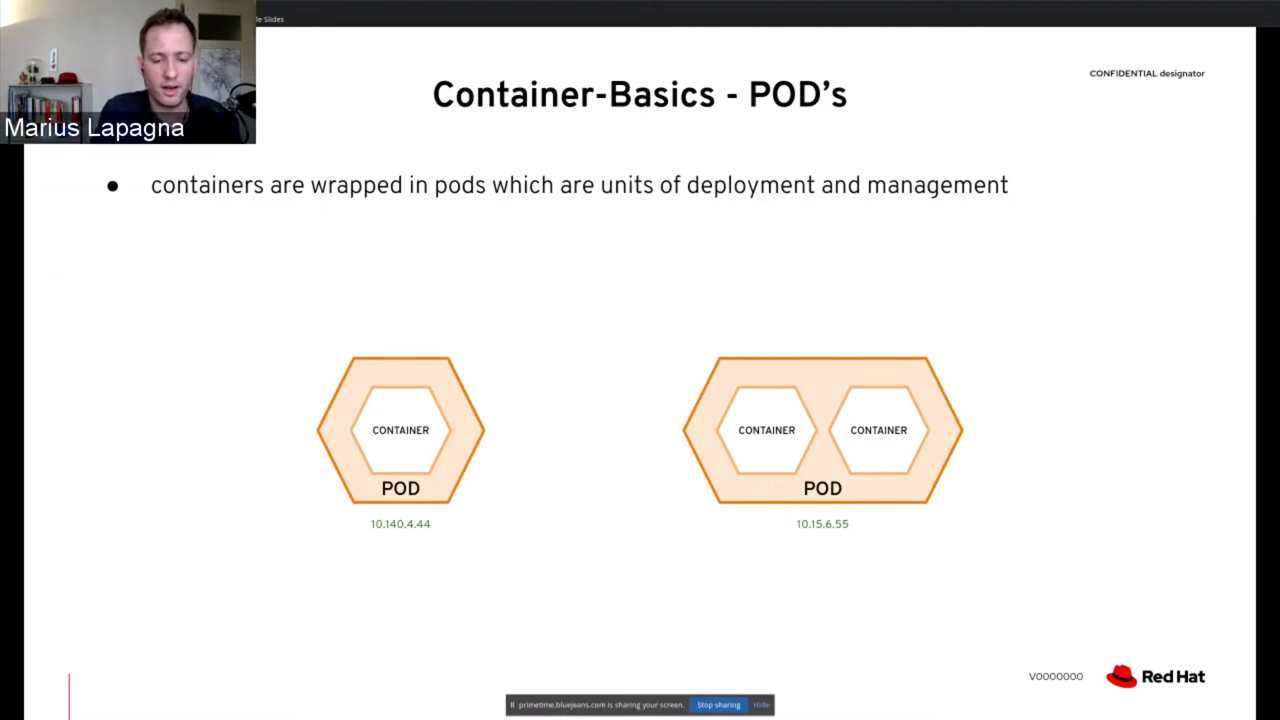 le Slides
Marius Lapagna
CONFIDENTIAL designator
Container-Basics - POD’s
● containers are wrapped in pods which are units of deployment and management
CONTAINER
POD
10.140.4.44
CONTAINER CONTAINER
POD
10.15.6.55
V0000000 Red Hat
primetime.bluejeans.com is sharing your screen. Stop sharing Hide